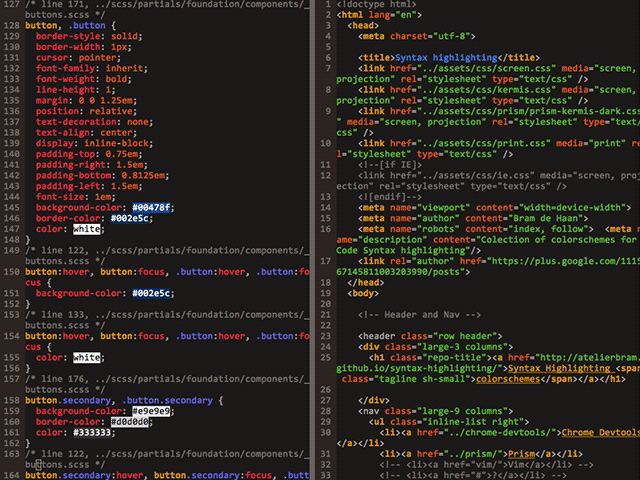 127 /* line 171, ../scss/partials/foundation/components/_
buttons.scss */
128 button, .button {
129 border-style: solid;
130 border-width: 1px;
131 cursor: pointer;
132 font-family: inherit;
133 font-weight: bold;
134 line-height: 1;
135 margin: 0 0 1.25em;
136 position: relative;
137 text-decoration: none;
138 text-align: center;
139 display: inline-block;
140 padding-top: 0.75em;
141 padding-right: 1.5em;
142 padding-bottom: 0.8125em;
143 padding-left: 1.5em;
144 font-size: 1em;
145 background-color: #00478f;
146 border-color: #002e5c;
147 color: white;
148 }
149 /* line 122, ../scss/partials/foundation/components/_
buttons.scss */
150 button:hover, button:focus, .button:hover, .button:fo
cus {
151 background-color: #002e5c;
152 }
153 /* line 133, ../scss/partials/foundation/components/_
buttons.scss */
154 button:hover, button:focus, .button:hover, .button:fo
cus {
155 color: white;
156 }
157 /* line 176, ../scss/partials/foundation/components/_
buttons.scss */
158 button.secondary, .button.secondary {
159 background-color: #e9e9e9;
160 border-color: #d0d0d0;
161 color: #333333;
162 }
163 /* line 122, ../scss/partials/foundation/components/_
buttons.scss */
164 button.secondary:hover, button.secondary:focus, .butt
1 <!doctype html>
2 <html lang="en">
3 <head>
4 <meta charset="utf-8">
5
6 <title>Syntax highlighting</title>
7 <link href="../assets/css/screen.css" media="screen,
projection" rel="stylesheet" type="text/css" />
8 <link href="../assets/css/kermis.css" media="screen,
projection" rel="stylesheet" type="text/css" />
9 <link href="../assets/css/prism/prism-kermis-dark.css
" media="screen, projection" rel="stylesheet" type="text/
css" />
10 <link href="../assets/css/print.css" media="print" re
l="stylesheet" type="text/css" />
11 <!--[if IE]>
12 <link href="../assets/css/ie.css" media="screen, proj
ection" rel="stylesheet" type="text/css" />
13 <![endif]-->
14 <meta name="viewport" content="width=device-width">
15 <meta name="author" content="Bram de Haan">
16 <meta name="robots" content="index, follow"> <meta n
ame="description" content="Colection of colorschemes for
Code Syntax highlighting"/>
17 <link rel="author" href="https://plus.google.com/1115
67145811003203990/posts">
18 </head>
19 <body>
20
21 <!-- Header and Nav -->
22
23 <header class="row header">
24 <div class="large-3 columns">
25 <h1 class="repo-title"><a href="http://atelierbram.
github.io/syntax-highlighting/">Syntax Highlighting <span
class="tagline sh-small">colorschemes</span></a></h1>
26
27 </div>
28 <nav class="large-9 columns">
29 <ul class="inline-list right">
30 <li><a href="../chrome-devtools/">Chrome Devtools
</a></li>
31 <li><a href="../prism/">Prism</a></li>
32 <!-- <li><a href="vim/">Vim</a></li> -->
33 <!-- <li><a href="#">?</a></li> -->